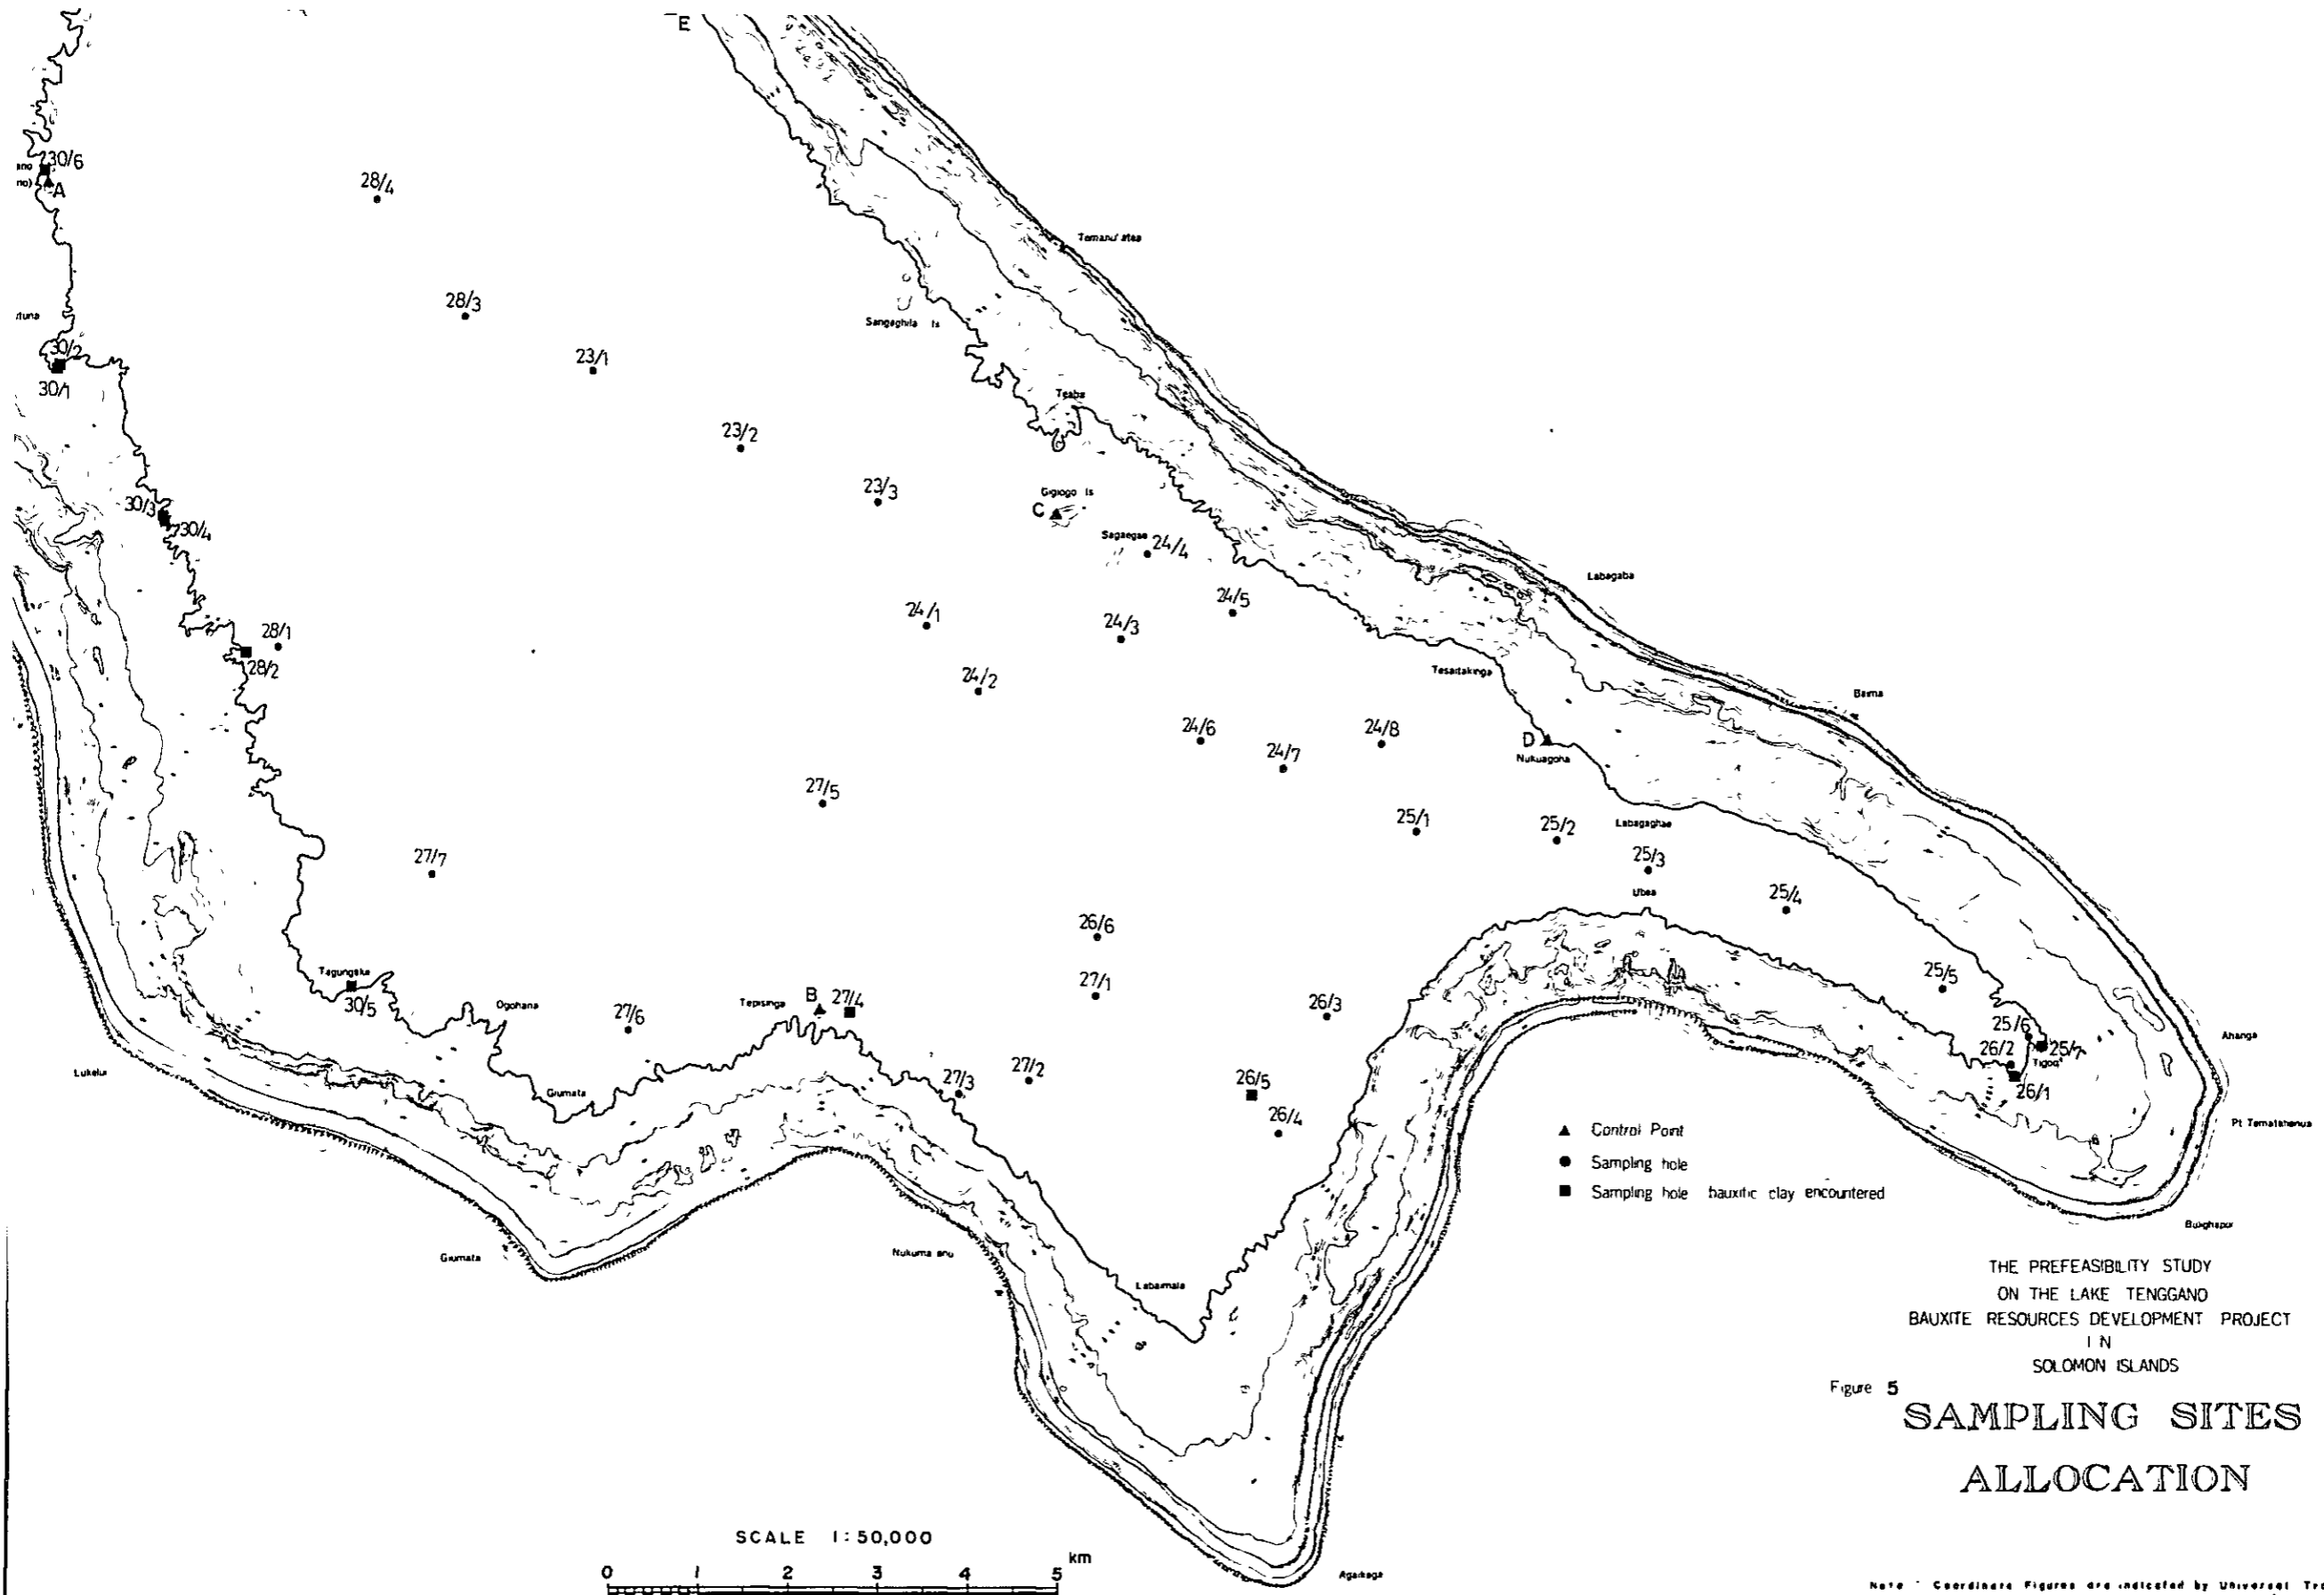 E
30/6
A
28/4
Temanu'atea
28/3
Sangaghila Is
30/2
30/1
23/1
Teaba
23/2
Gigiogo Is
C
23/3
30/3
30/4
Sagaegae
24/4
Labagaba
24/5
24/1
24/3
28/1
28/2
Tesaitakinga
24/2
Baima
24/6
24/8
D
24/7
Nukuagoha
27/5
25/1
25/2
Labagaghae
27/7
25/3
Ubea
25/4
26/6
Tagungalua
30/5
25/5
27/1
B
27/4
Tepisinga
Ogohana
27/6
26/3
25/6
Ahanga
26/2
25/7
Tigoa
Lukelui
27/2
27/3
26/5
Giumata
26/1
26/4
Control Point
Sampling hole
Sampling hole bauxitic clay encountered
Giumata
Nukuma anu
Labaimala
THE PREFEASIBILITY STUDY
ON THE LAKE TENGGANO
BAUXITE RESOURCES DEVELOPMENT PROJECT
IN
SOLOMON ISLANDS
Figure 5
SAMPLING SITES
ALLOCATION
SCALE 1:50,000
0 1 2 3 4 5 km
Note : Coordinate Figures are indicated by Universal